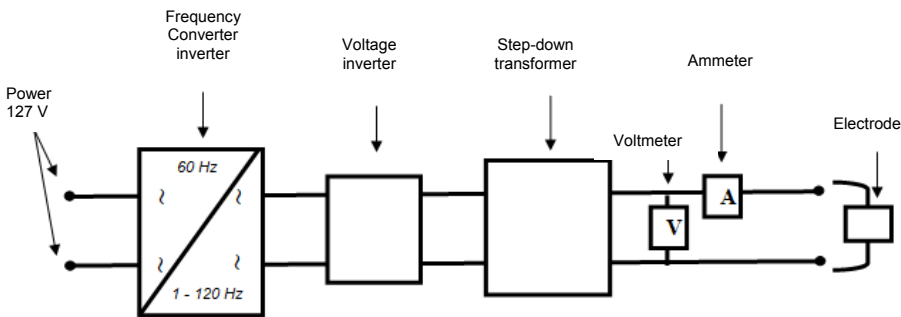 Frequency
Converter
inverter
Voltage
inverter
Step-down
transformer
Ammeter
Power
127 V
Voltmeter
Electrode
60 Hz
~ ~
A
V
~ ~
1 - 120 Hz